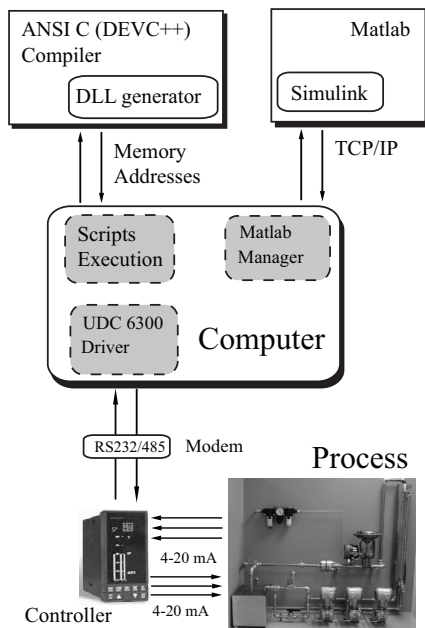 ANSI C (DEVC++)
Compiler
DLL generator
Matlab
Simulink
Memory
Addresses
TCP/IP
Scripts
Execution
Matlab
Manager
UDC 6300
Driver
Computer
RS232/485
Modem
Process
4-20 mA
4-20 mA
Controller